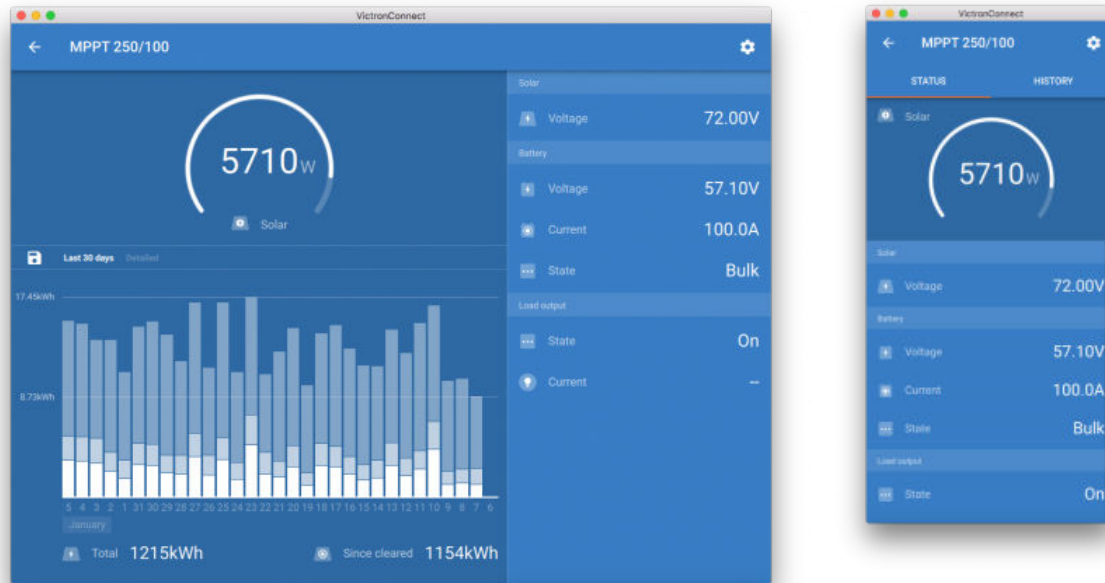 VictronConnect
MPPT 250/100
5710W
Solar
Last 30 days Detailed
17.45kWh
8.73kWh
5 4 3 2 1 31 30 29 28 27 26 25 24 23 22 21 20 19 18 17 16 15 14 13 12 11 10 9 8 7 6
January
Total 1215kWh
Since cleared 1154kWh
Solar
Voltage 72.00V
Battery
Voltage 57.10V
Current 100.0A
State Bulk
Load output
State On
Current --
VictronConnect
MPPT 250/100
STATUS HISTORY
Solar
5710W
Solar
Voltage 72.00V
Battery
Voltage 57.10V
Current 100.0A
State Bulk
Load output
State On